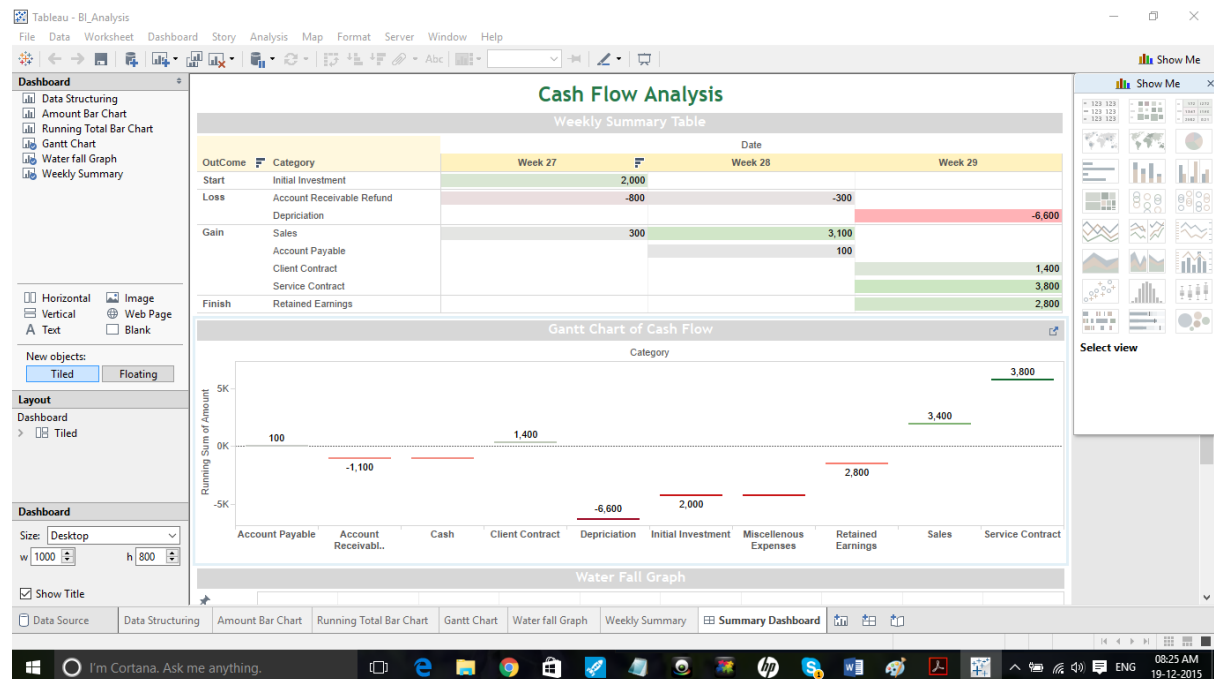 Tableau - BI_Analysis
File Data Worksheet Dashboard Story Analysis Map Format Server Window Help
Abc
Show Me
Dashboard
Data Structuring
Amount Bar Chart
Running Total Bar Chart
Gantt Chart
Water fall Graph
Weekly Summary
Horizontal Image
Vertical Web Page
A Text Blank
New objects:
Tiled Floating
Layout
Dashboard
Tiled
Dashboard
Size: Desktop
w 1000 h 800
Show Title
Cash Flow Analysis
Weekly Summary Table
Date
OutCome Category Week 27 Week 28 Week 29
Start Initial Investment 2,000
Loss Account Receivable Refund -800 -300
Depriciation -6,600
Gain Sales 300 3,100
Account Payable 100
Client Contract 1,400
Service Contract 3,800
Finish Retained Earnings 2,800
Gantt Chart of Cash Flow
Category
Running Sum of Amount
5K
0K
-5K
100
-1,100
1,400
-6,600
2,000
2,800
3,400
3,800
Account Payable Account Receivabl.. Cash Client Contract Depriciation Initial Investment Miscellenous Expenses Retained Earnings Sales Service Contract
Water Fall Graph
Show Me
Select view
Data Source Data Structuring Amount Bar Chart Running Total Bar Chart Gantt Chart Water fall Graph Weekly Summary Summary Dashboard
I'm Cortana. Ask me anything.
ENG
08:25 AM
19-12-2015